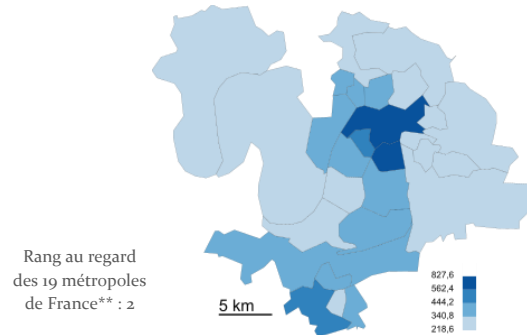 Rang au regard
des 19 métropoles
de France** : 2
5 km
827,6
562,4
444,2
340,8
218,6